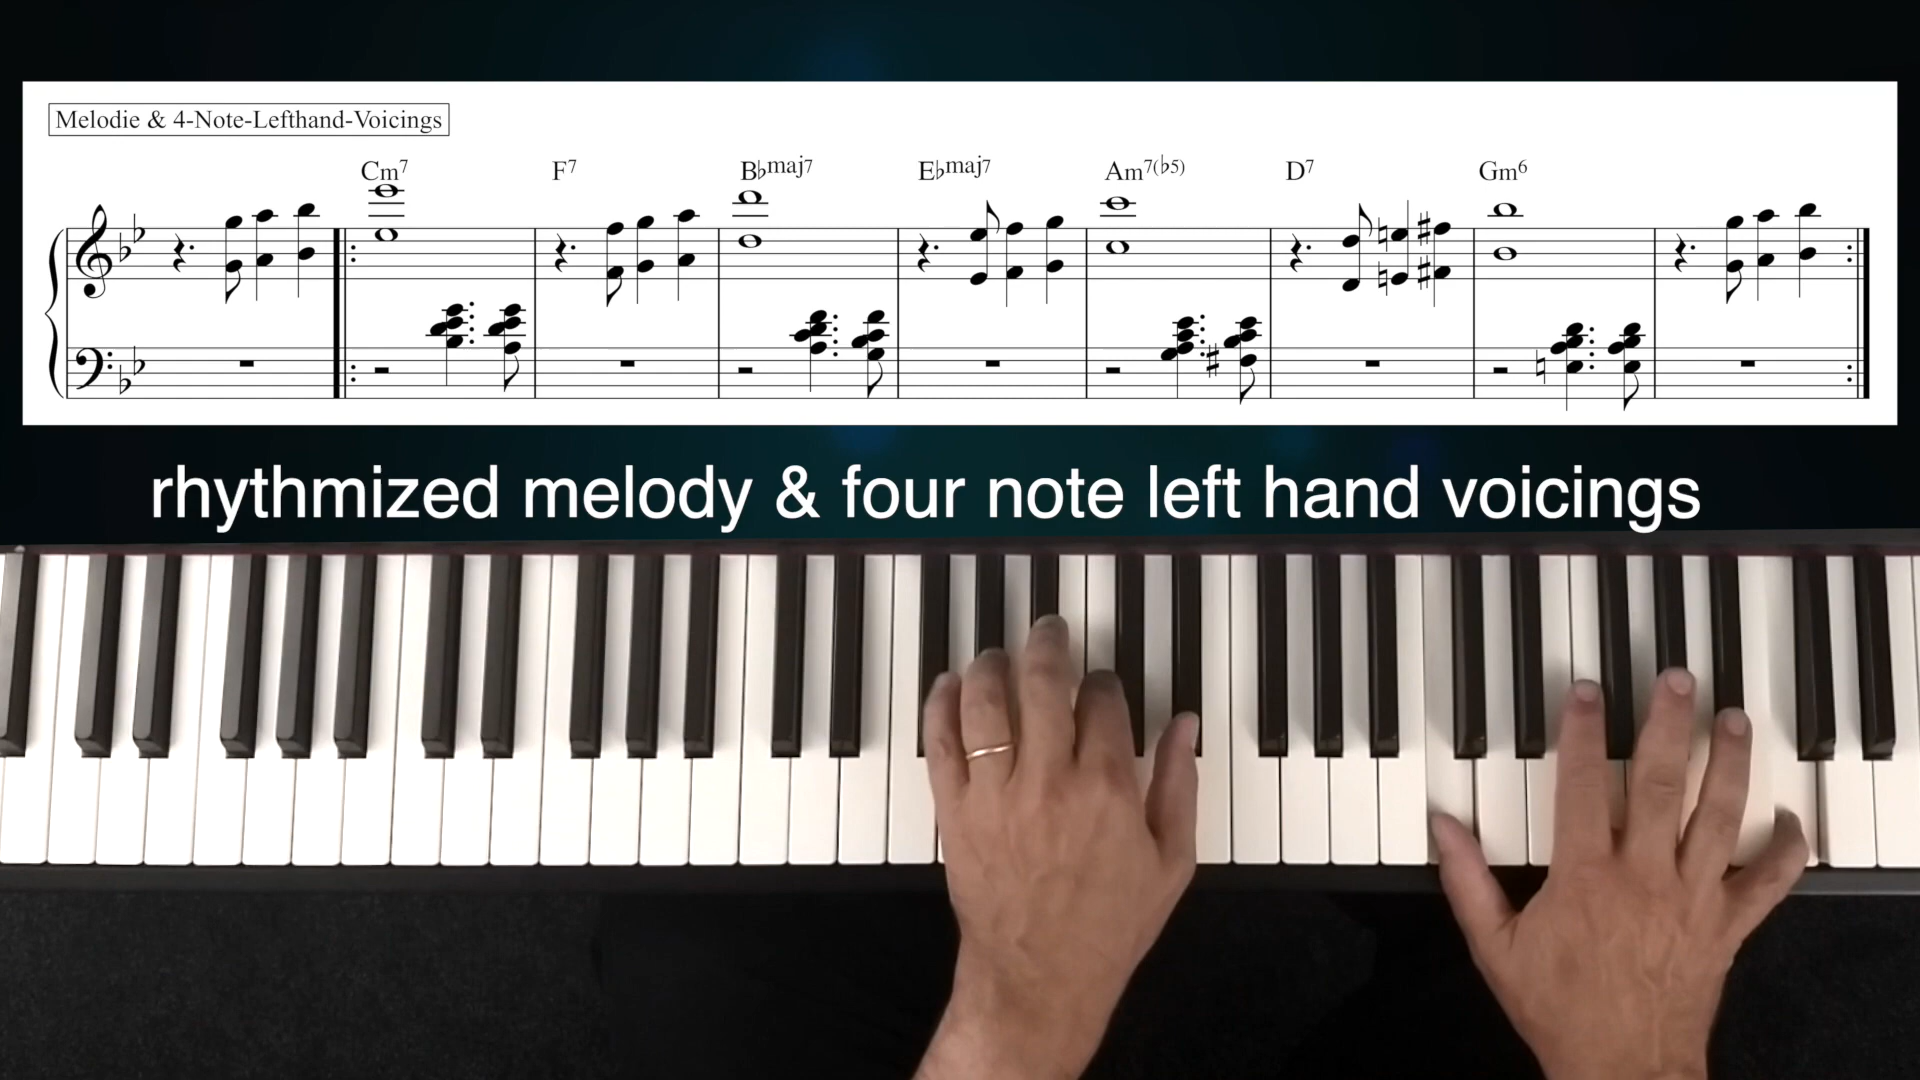 Melodie & 4-Note-Lefthand-Voicings
Cm7 F7 B♭maj7 E♭maj7 Am7(♭5) D7 Gm6
rhythmized melody & four note left hand voicings